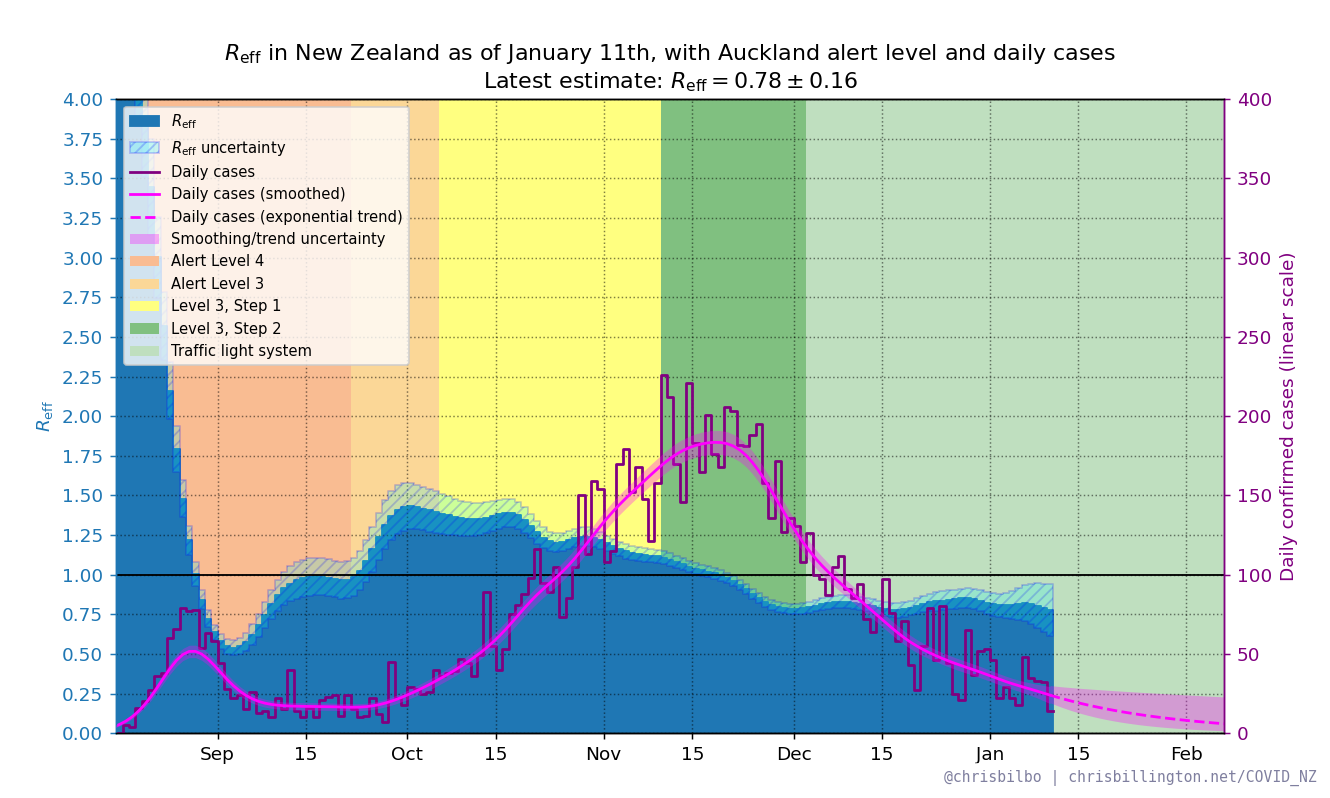 R_eff in New Zealand as of January 11th, with Auckland alert level and daily cases
Latest estimate: R_eff = 0.78 ± 0.16
R_eff
R_eff uncertainty
Daily cases
Daily cases (smoothed)
Daily cases (exponential trend)
Smoothing/trend uncertainty
Alert Level 4
Alert Level 3
Level 3, Step 1
Level 3, Step 2
Traffic light system
4.00
3.75
3.50
3.25
3.00
2.75
2.50
2.25
2.00
1.75
1.50
1.25
1.00
0.75
0.50
0.25
0.00
R_eff
400
350
300
250
200
150
100
50
0
Daily confirmed cases (linear scale)
Sep 15 Oct 15 Nov 15 Dec 15 Jan 15 Feb
@chrisbilbo | chrisbillington.net/COVID_NZ